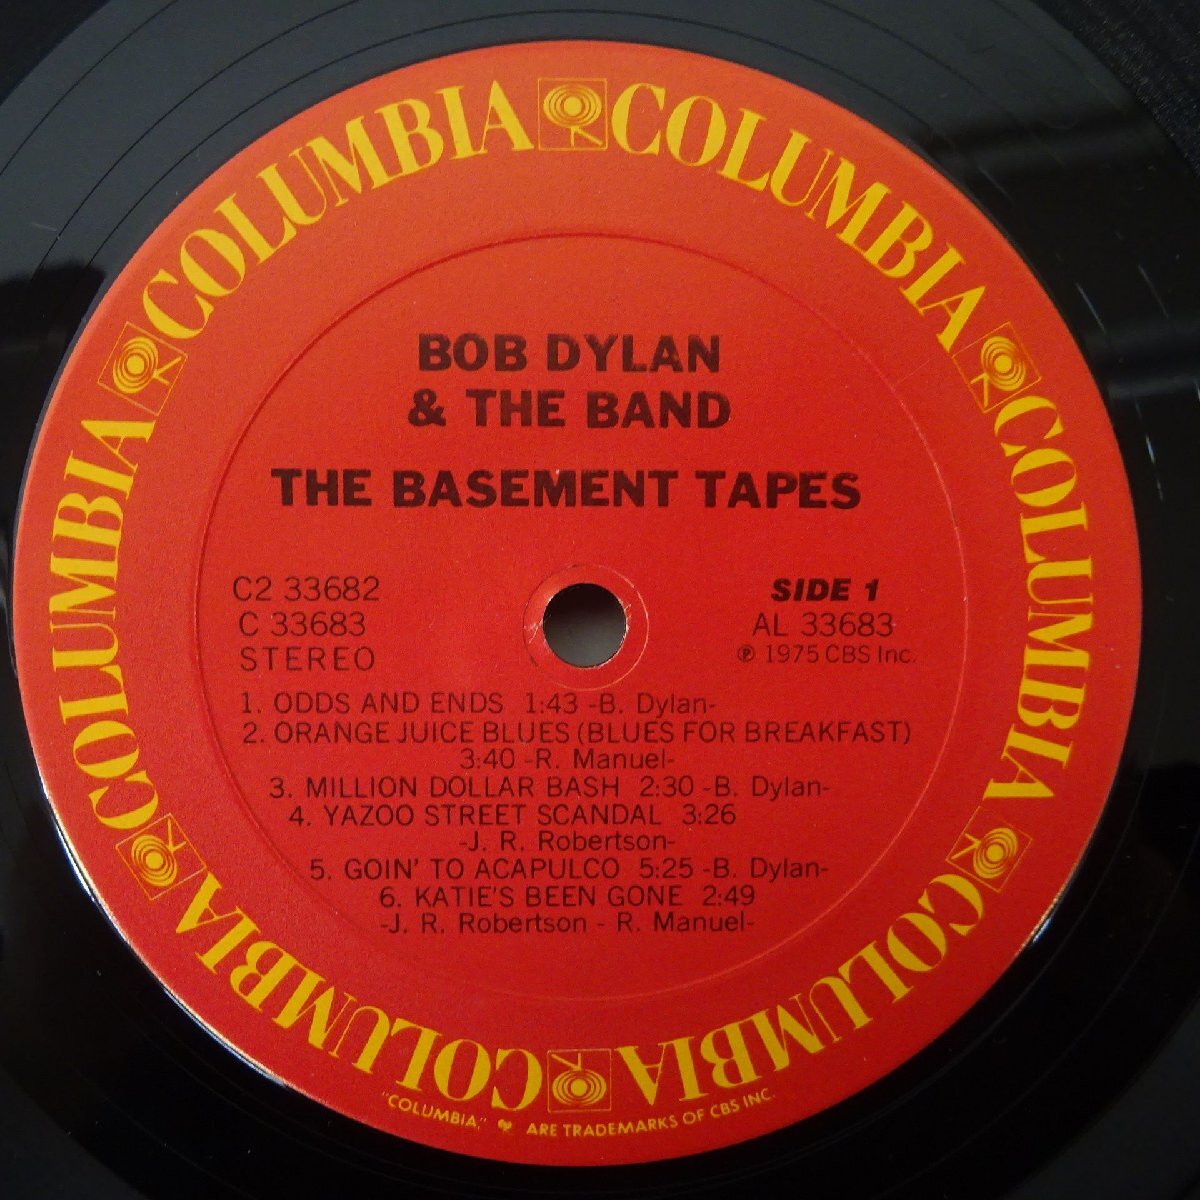 COLUMBIA COLUMBIA COLUMBIA COLUMBIA COLUMBIA COLUMBIA
BOB DYLAN
& THE BAND
THE BASEMENT TAPES
C2 33682
C 33683
STEREO
SIDE 1
AL 33683
℗ 1975 CBS Inc.
1. ODDS AND ENDS 1:43 -B. Dylan-
2. ORANGE JUICE BLUES (BLUES FOR BREAKFAST)
3:40 -R. Manuel-
3. MILLION DOLLAR BASH 2:30 -B. Dylan-
4. YAZOO STREET SCANDAL 3:26
-J. R. Robertson-
5. GOIN' TO ACAPULCO 5:25 -B. Dylan-
6. KATIE'S BEEN GONE 2:49
-J. R. Robertson - R. Manuel-
"COLUMBIA," ARE TRADEMARKS OF CBS INC.